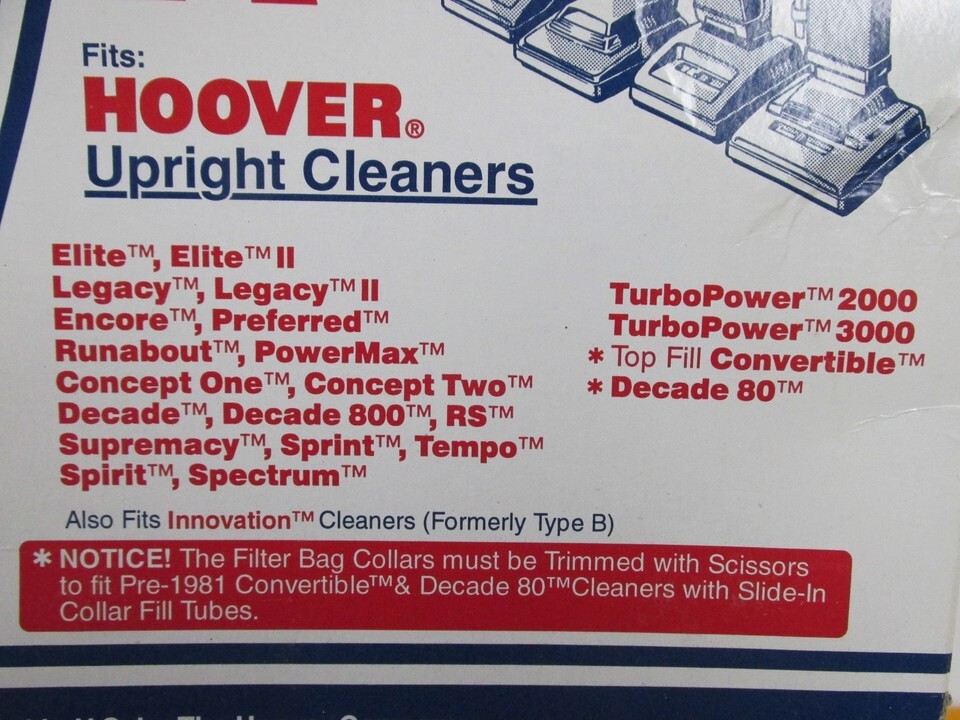 Fits:
HOOVER®
Upright Cleaners
Elite™, Elite™ II
Legacy™, Legacy™ II
Encore™, Preferred™
Runabout™, PowerMax™
Concept One™, Concept Two™
Decade™, Decade 800™, RS™
Supremacy™, Sprint™, Tempo™
Spirit™, Spectrum™
TurboPower™ 2000
TurboPower™ 3000
* Top Fill Convertible™
* Decade 80™
Also Fits Innovation™ Cleaners (Formerly Type B)
* NOTICE! The Filter Bag Collars must be Trimmed with Scissors
to fit Pre-1981 Convertible™& Decade 80™Cleaners with Slide-In
Collar Fill Tubes.